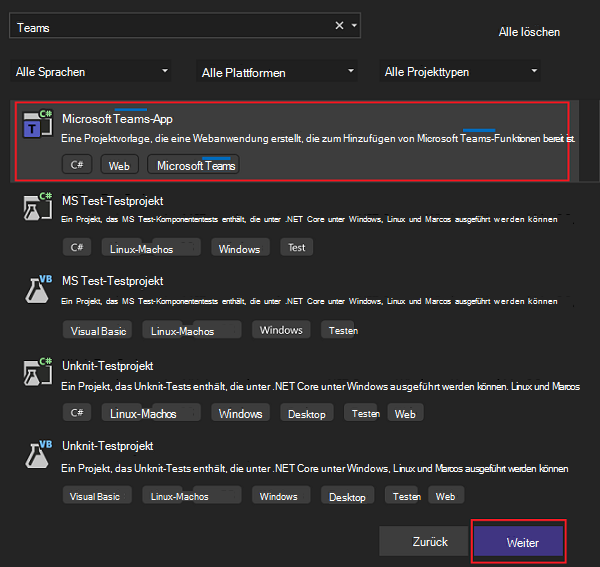 Teams
Alle löschen
Alle Sprachen Alle Plattformen Alle Projekttypen
C#
T
Microsoft Teams-App
Eine Projektvorlage, die eine Webanwendung erstellt, die zum Hinzufügen von Microsoft Teams-Funktionen bereit ist.
C# Web Microsoft Teams
C#
MS Test-Testprojekt
Ein Projekt, das MS Test-Komponententests enthält, die unter .NET Core unter Windows, Linux und Marcos ausgeführt werden können
C# Linux-Machos Windows Test
VB
MS Test-Testprojekt
Ein Projekt, das MS Test-Komponententests enthält, die unter .NET Core unter Windows, Linux und Marcos ausgeführt werden können
Visual Basic Linux-Machos Windows Testen
C#
Unknit-Testprojekt
Ein Projekt, das Unknit-Tests enthält, die unter .NET Core unter Windows ausgeführt werden können. Linux und Marcos
C# Linux-Machos Windows Desktop Testen Web
VB
Unknit-Testprojekt
Ein Projekt, das Unknit-Tests enthält, die unter .NET Core unter Windows, Linux und Marcos ausgeführt werden können
Visual Basic Linux-Machos Windows Desktop Testen Web
Zurück Weiter